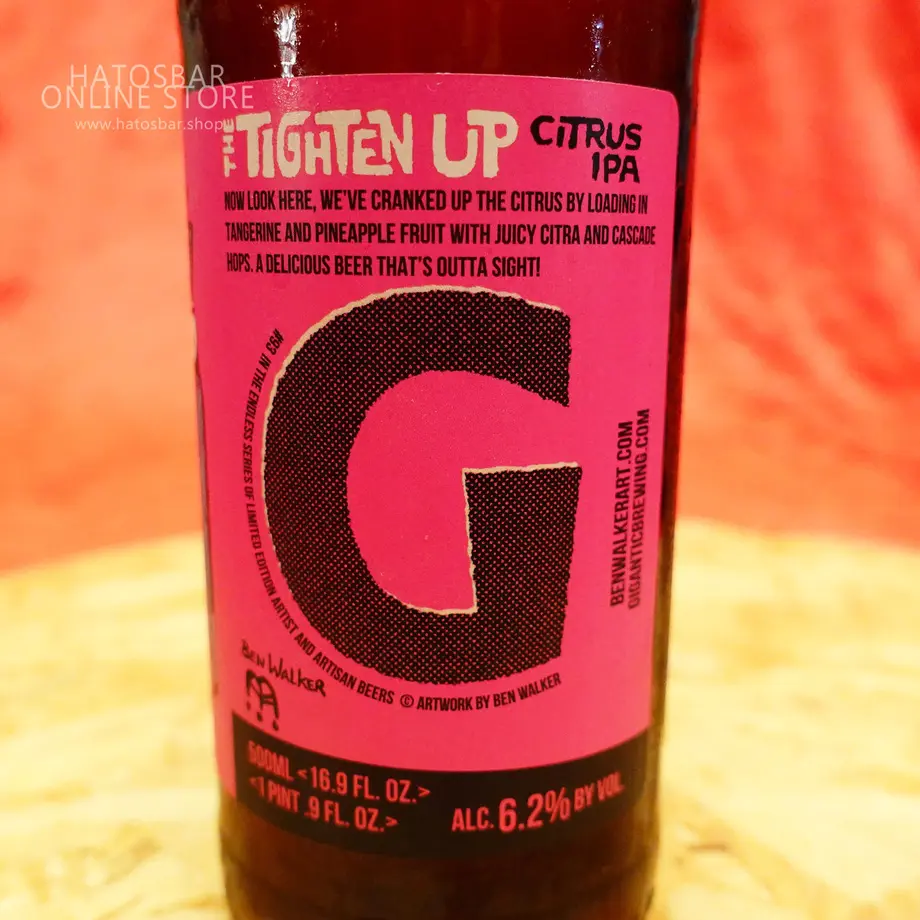 HATOSBAR
ONLINE STORE
www.hatosbar.shop
THE TIGHTEN UP CITRUS IPA
NOW LOOK HERE, WE'VE CRANKED UP THE CITRUS BY LOADING IN
TANGERINE AND PINEAPPLE FRUIT WITH JUICY CITRA AND CASCADE
HOPS. A DELICIOUS BEER THAT'S OUTTA SIGHT!
G
#93 IN THE ENDLESS SERIES OF LIMITED EDITION ARTIST AND ARTISAN BEERS © ARTWORK BY BEN WALKER
BENWALKERART.COM
GIGANTICBREWING.COM
BEN WALKER
500ML <16.9 FL. OZ.>
<1 PINT .9 FL. OZ.>
ALC. 6.2% BY VOL.